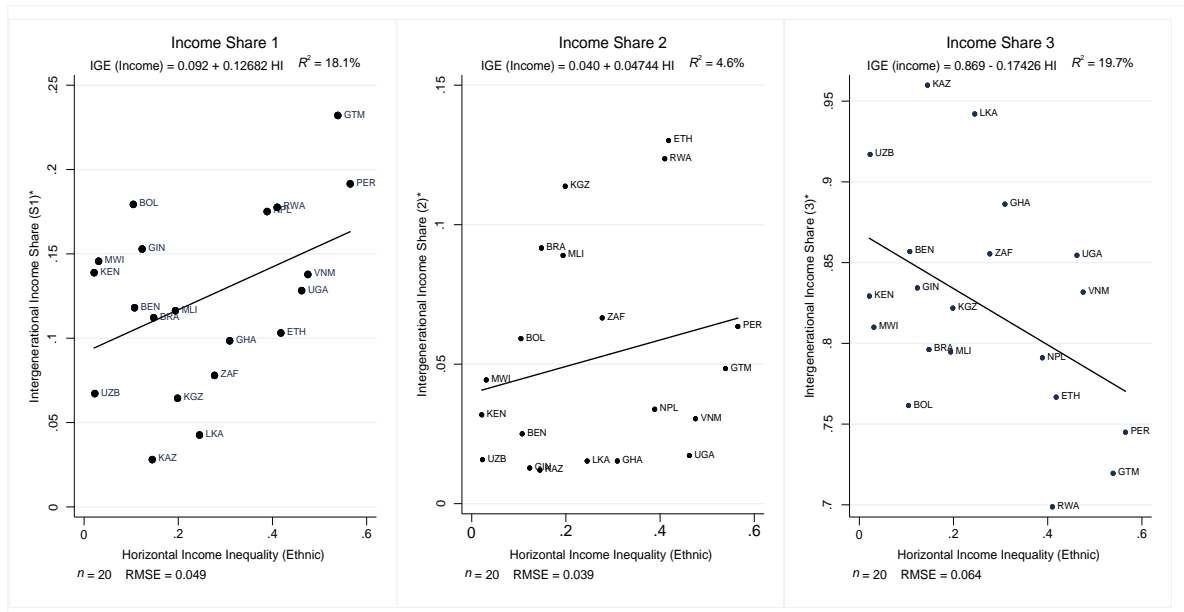 Income Share 1
IGE (Income) = 0.092 + 0.12682 HI R² = 18.1%
Intergenerational Income Share (S1)*
.25
.2
.15
.1
.05
0
GTM
PER
BOL
RWA
NPL
GIN
MWI
KEN
VNM
UGA
BEN
MLI
BRA
ETH
GHA
ZAF
UZB
KGZ
LKA
KAZ
0 .2 .4 .6
Horizontal Income Inequality (Ethnic)
n = 20 RMSE = 0.049
Income Share 2
IGE (Income) = 0.040 + 0.04744 HI R² = 4.6%
Intergenerational Income Share (2)*
.15
.1
.05
0
ETH
RWA
KGZ
BRA
MLI
ZAF
PER
BOL
GTM
MWI
NPL
KEN
VNM
BEN
UGA
UZB
LKA
GHA
GIN
KAZ
0 .2 .4 .6
Horizontal Income Inequality (Ethnic)
n = 20 RMSE = 0.039
Income Share 3
IGE (income) = 0.869 - 0.17426 HI R² = 19.7%
Intergenerational Income Share (3)*
.95
.9
.85
.8
.75
.7
KAZ
LKA
UZB
GHA
BEN
ZAF
UGA
GIN
VNM
KEN
KGZ
MWI
BRA
MLI
NPL
ETH
BOL
PER
GTM
RWA
0 .2 .4 .6
Horizontal Income Inequality (Ethnic)
n = 20 RMSE = 0.064